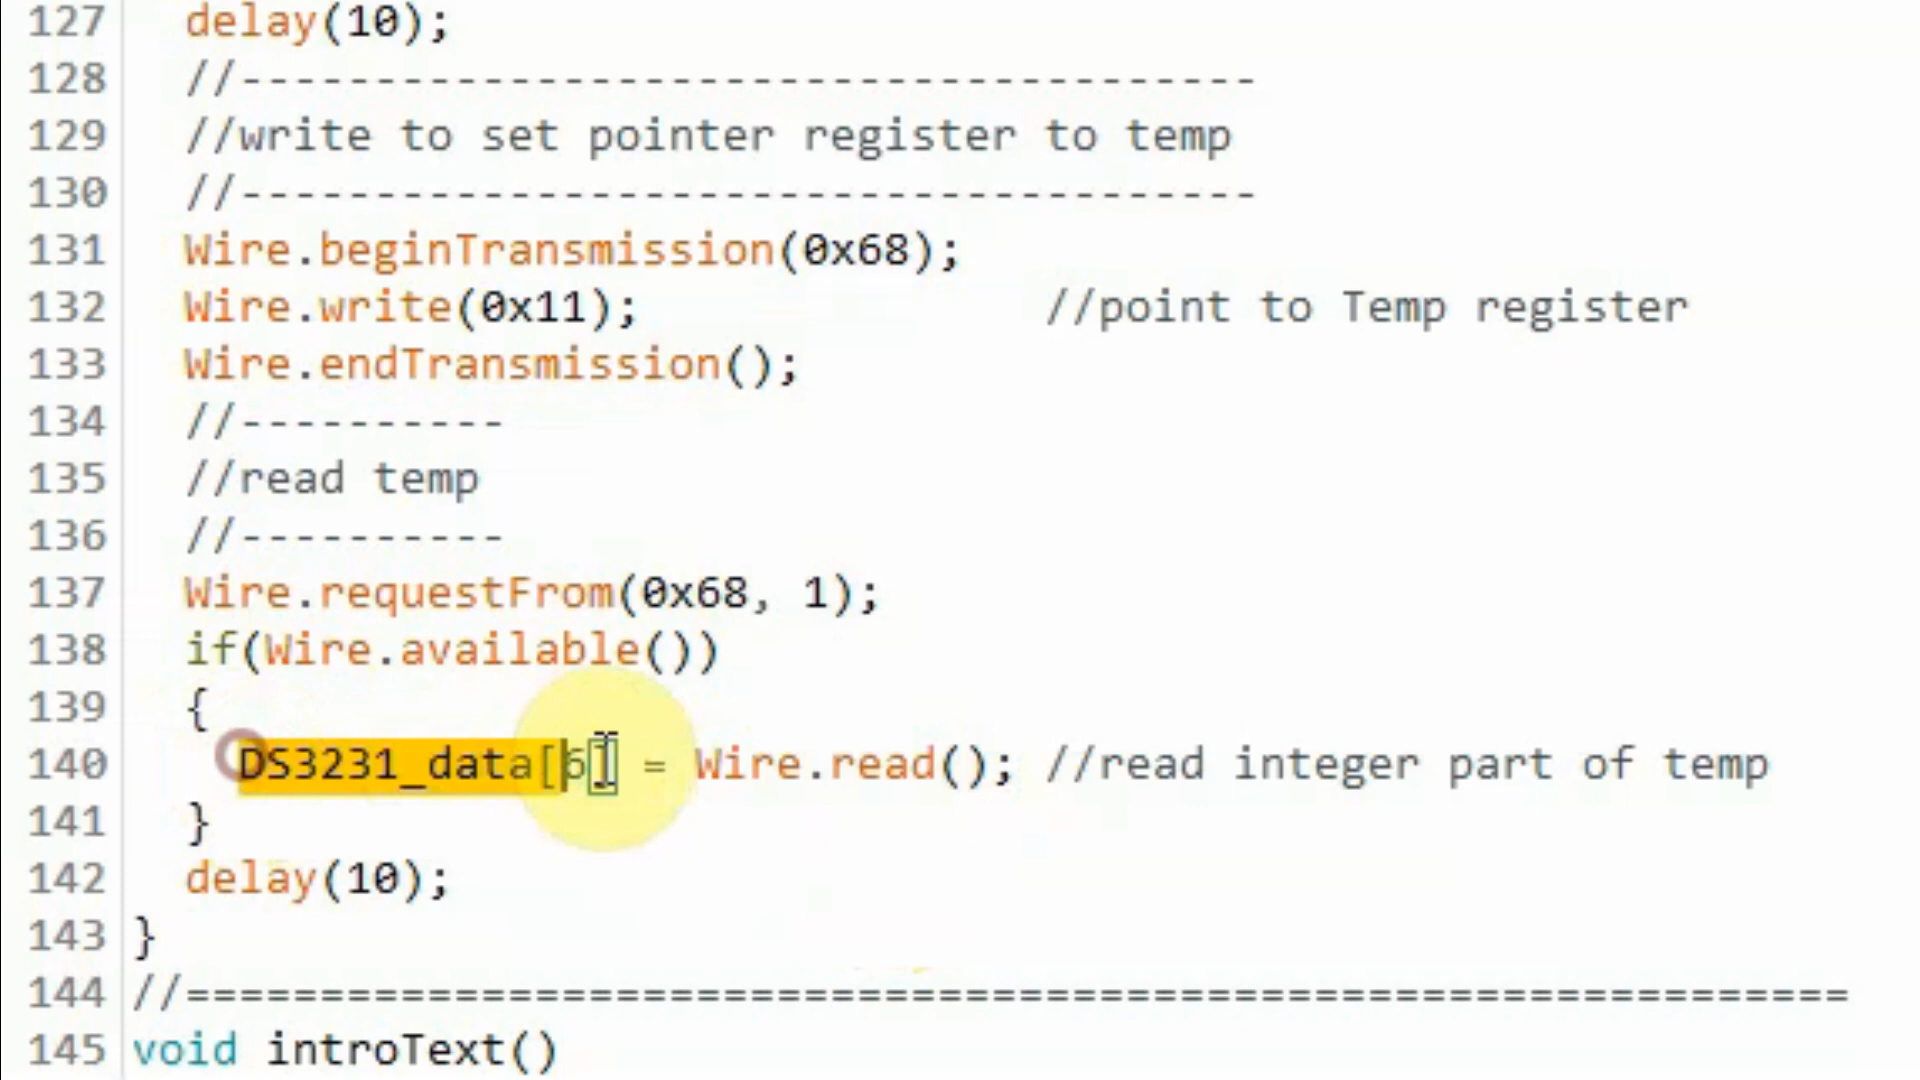 127 delay(10);
128 //--------------------------------------
129 //write to set pointer register to temp
130 //--------------------------------------
131 Wire.beginTransmission(0x68);
132 Wire.write(0x11); //point to Temp register
133 Wire.endTransmission();
134 //----------
135 //read temp
136 //----------
137 Wire.requestFrom(0x68, 1);
138 if(Wire.available())
139 {
140 DS3231_data[6] = Wire.read(); //read integer part of temp
141 }
142 delay(10);
143 }
144 //==============================================================
145 void introText()